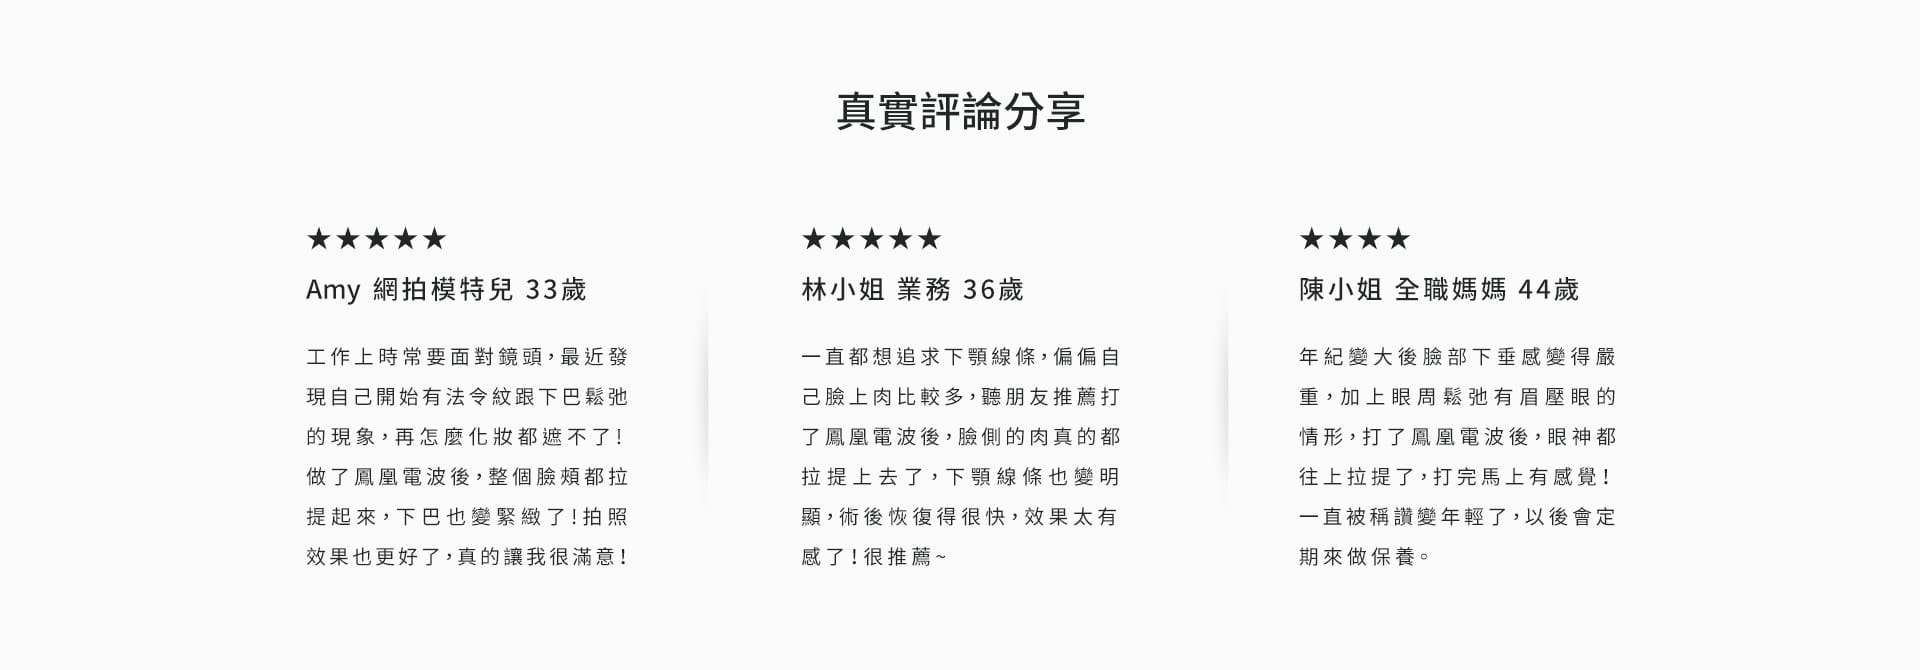 真實評論分享
★★★★★
Amy 網拍模特兒 33歲
工作上時常要面對鏡頭，最近發
現自己開始有法令紋跟下巴鬆弛
的現象，再怎麼化妝都遮不了！
做了鳳凰電波後，整個臉頰都拉
提起來，下巴也變緊緻了！拍照
效果也更好了，真的讓我很滿意！
★★★★★
林小姐 業務 36歲
一直都想追求下顎線條，偏偏自
己臉上肉比較多，聽朋友推薦打
了鳳凰電波後，臉側的肉真的都
拉提上去了，下顎線條也變明
顯，術後恢復得很快，效果太有
感了！很推薦~
★★★★
陳小姐 全職媽媽 44歲
年紀變大後臉部下垂感變得嚴
重，加上眼周鬆弛有眉壓眼的
情形，打了鳳凰電波後，眼神都
往上拉提了，打完馬上有感覺！
一直被稱讚變年輕了，以後會定
期來做保養。